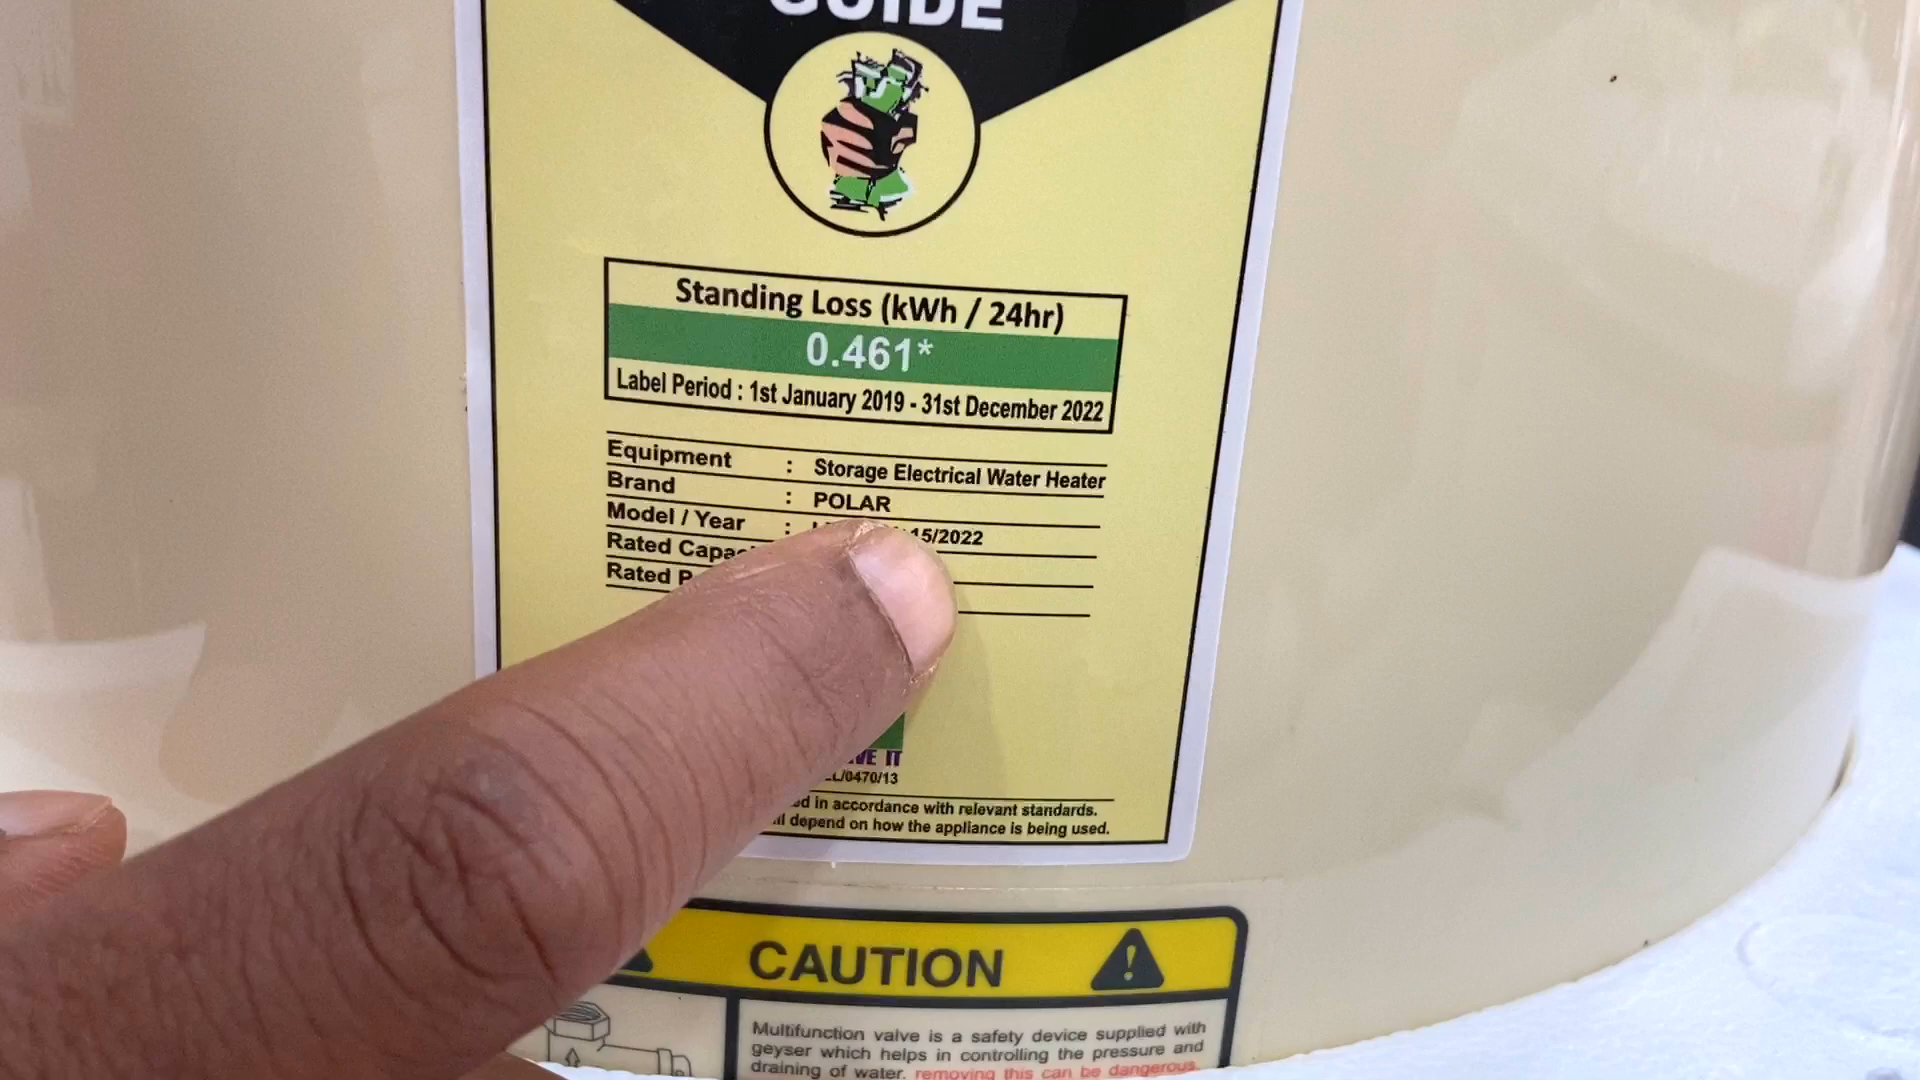 GUIDE
Standing Loss (kWh / 24hr)
0.461*
Label Period : 1st January 2019 - 31st December 2022
Equipment : Storage Electrical Water Heater
Brand : POLAR
Model / Year : 15/2022
Rated
Rated
IT
/0470/13
in accordance with relevant standards.
depend on how the appliance is being used.
CAUTION
Multifunction valve is a safety device supplied with
geyser which helps in controlling the pressure and
draining of water. removing this can be dangerous.